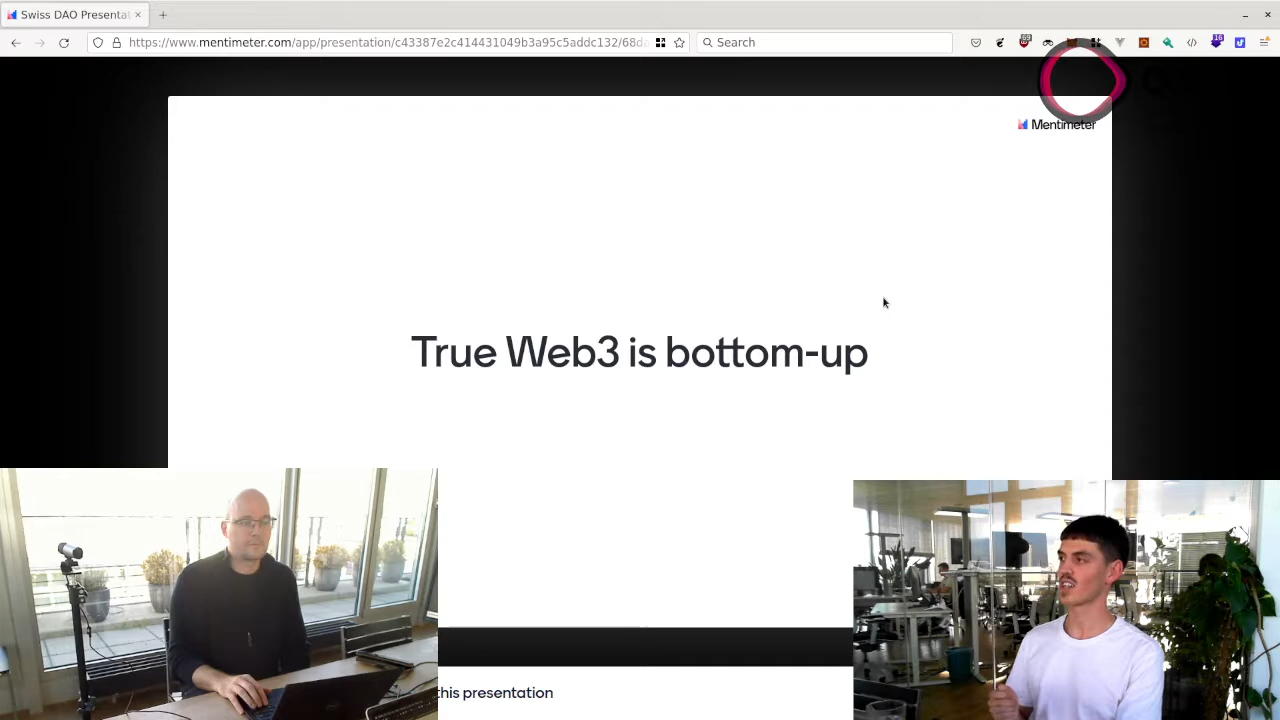 Swiss DAO Presenta
https://www.mentimeter.com/app/presentation/c43387e2c414431049b3a95c5addc132/68d
Search
Mentimeter
True Web3 is bottom-up
this presentation